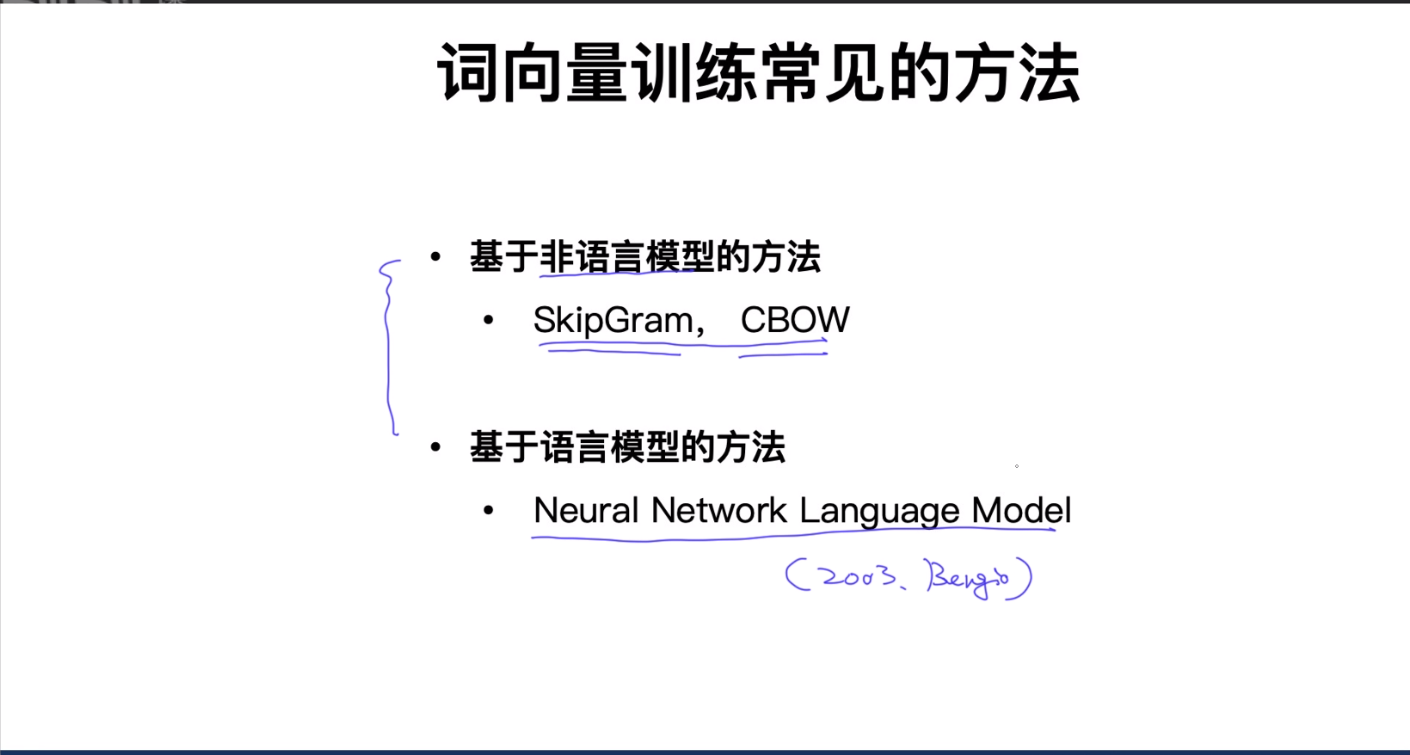 词向量训练常见的方法
• 基于非语言模型的方法
• SkipGram, CBOW
• 基于语言模型的方法
• Neural Network Language Model
(2003、Bengio)